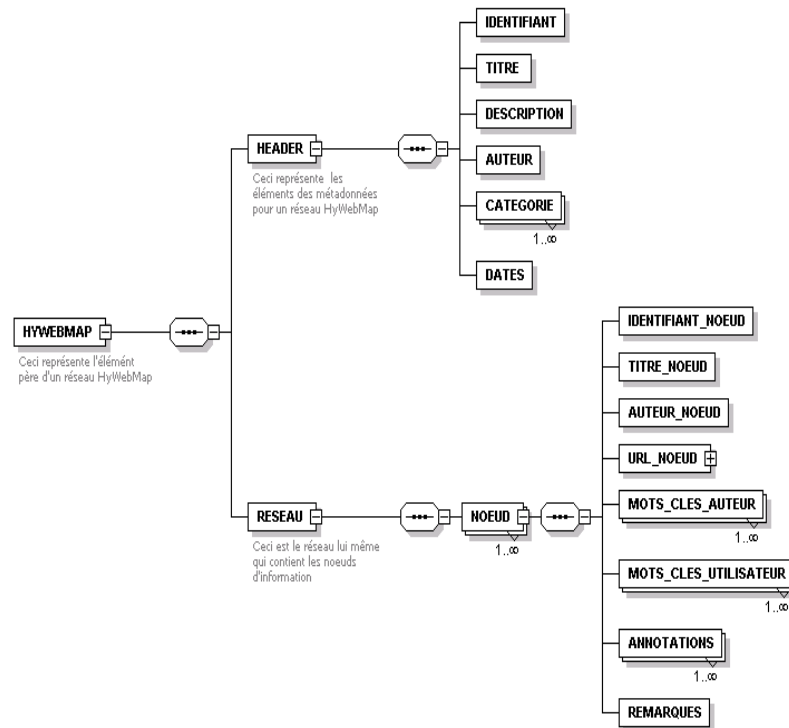 IDENTIFIANT
TITRE
DESCRIPTION
HEADER
AUTEUR
Ceci représente les
éléments des métadonnées
pour un réseau HyWebMap
CATEGORIE
1..∞
DATES
HYWEBMAP
Ceci représente l'élémént
père d'un réseau HyWebMap
IDENTIFIANT_NOEUD
TITRE_NOEUD
AUTEUR_NOEUD
URL_NOEUD
RESEAU
Ceci est le réseau lui même
qui contient les noeuds
d'information
NOEUD
1..∞
MOTS_CLES_AUTEUR
1..∞
MOTS_CLES_UTILISATEUR
1..∞
ANNOTATIONS
1..∞
REMARQUES